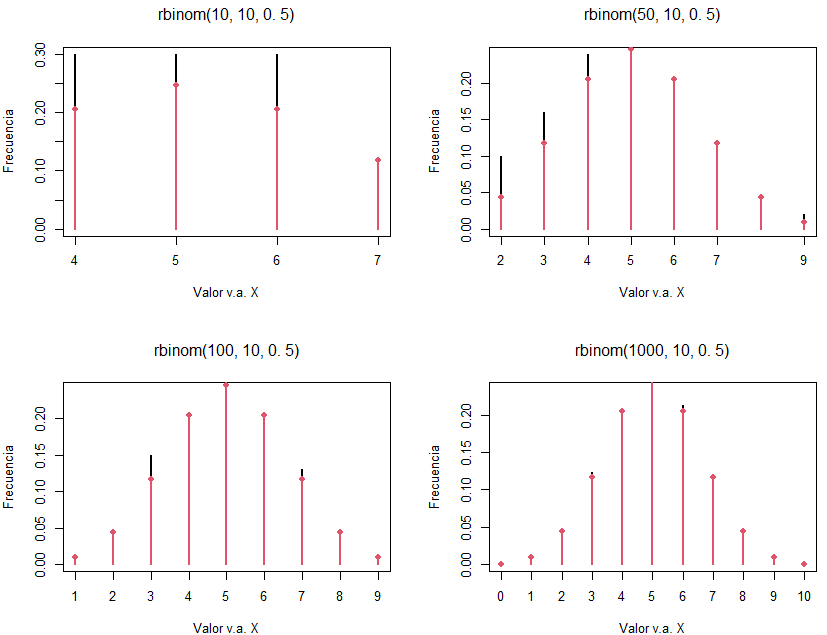 rbinom(10, 10, 0. 5)
Frecuencia
0.30
0.20
0.10
0.00
4 5 6 7
Valor v.a. X
rbinom(50, 10, 0. 5)
Frecuencia
0.20
0.15
0.10
0.05
0.00
2 3 4 5 6 7 9
Valor v.a. X
rbinom(100, 10, 0. 5)
Frecuencia
0.20
0.15
0.10
0.05
0.00
1 2 3 4 5 6 7 8 9
Valor v.a. X
rbinom(1000, 10, 0. 5)
Frecuencia
0.20
0.15
0.10
0.05
0.00
0 1 2 3 4 5 6 7 8 9 10
Valor v.a. X